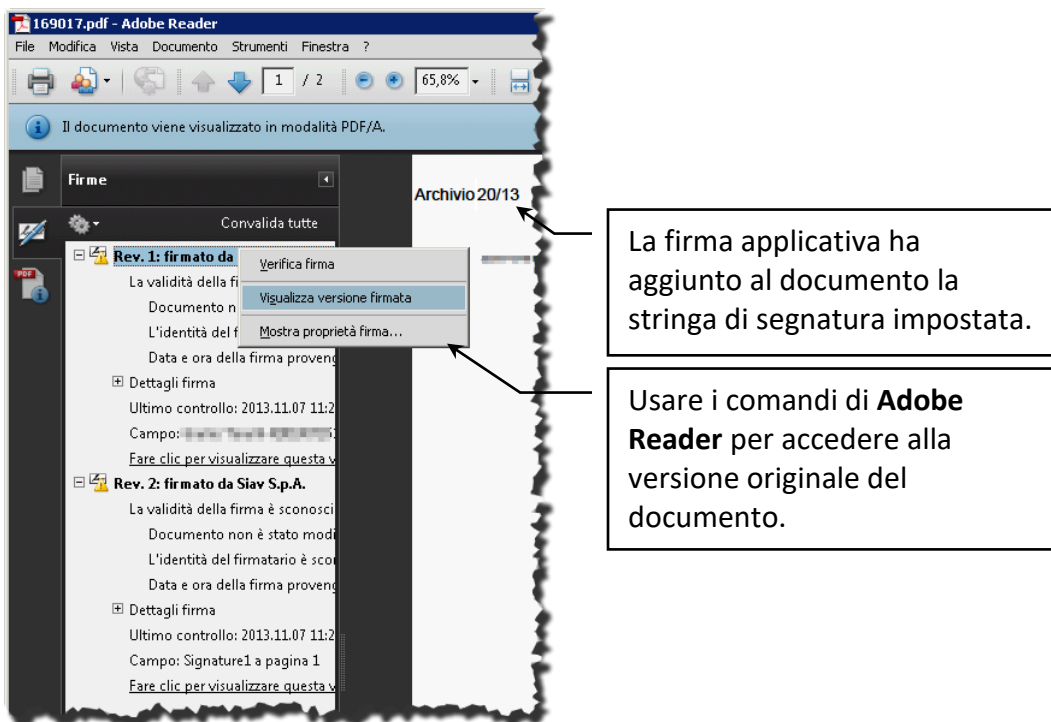 169017.pdf - Adobe Reader
File Modifica Vista Documento Strumenti Finestra ?
1 / 2 65,8%
Il documento viene visualizzato in modalità PDF/A.
Firme
Convalida tutte
Rev. 1: firmato da
La validità della fi
Documento n
L'identità del f
Data e ora della firma proveng
Dettagli firma
Ultimo controllo: 2013.11.07 11:2
Campo:
Fare clic per visualizzare questa v
Rev. 2: firmato da Siav S.p.A.
La validità della firma è sconosci
Documento non è stato modi
L'identità del firmatario è scon
Data e ora della firma proveng
Dettagli firma
Ultimo controllo: 2013.11.07 11:2
Campo: Signature1 a pagina 1
Fare clic per visualizzare questa v
Verifica firma
Visualizza versione firmata
Mostra proprietà firma...
Archivio 20/13
La firma applicativa ha
aggiunto al documento la
stringa di segnatura impostata.
Usare i comandi di Adobe
Reader per accedere alla
versione originale del
documento.